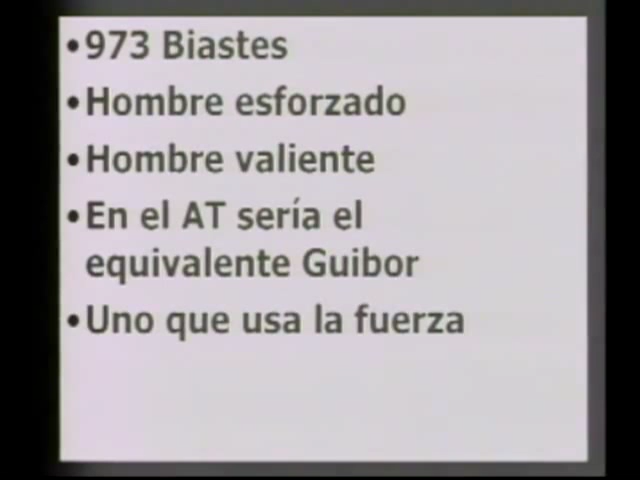 •973 Biastes
•Hombre esforzado
•Hombre valiente
•En el AT sería el
equivalente Guibor
•Uno que usa la fuerza